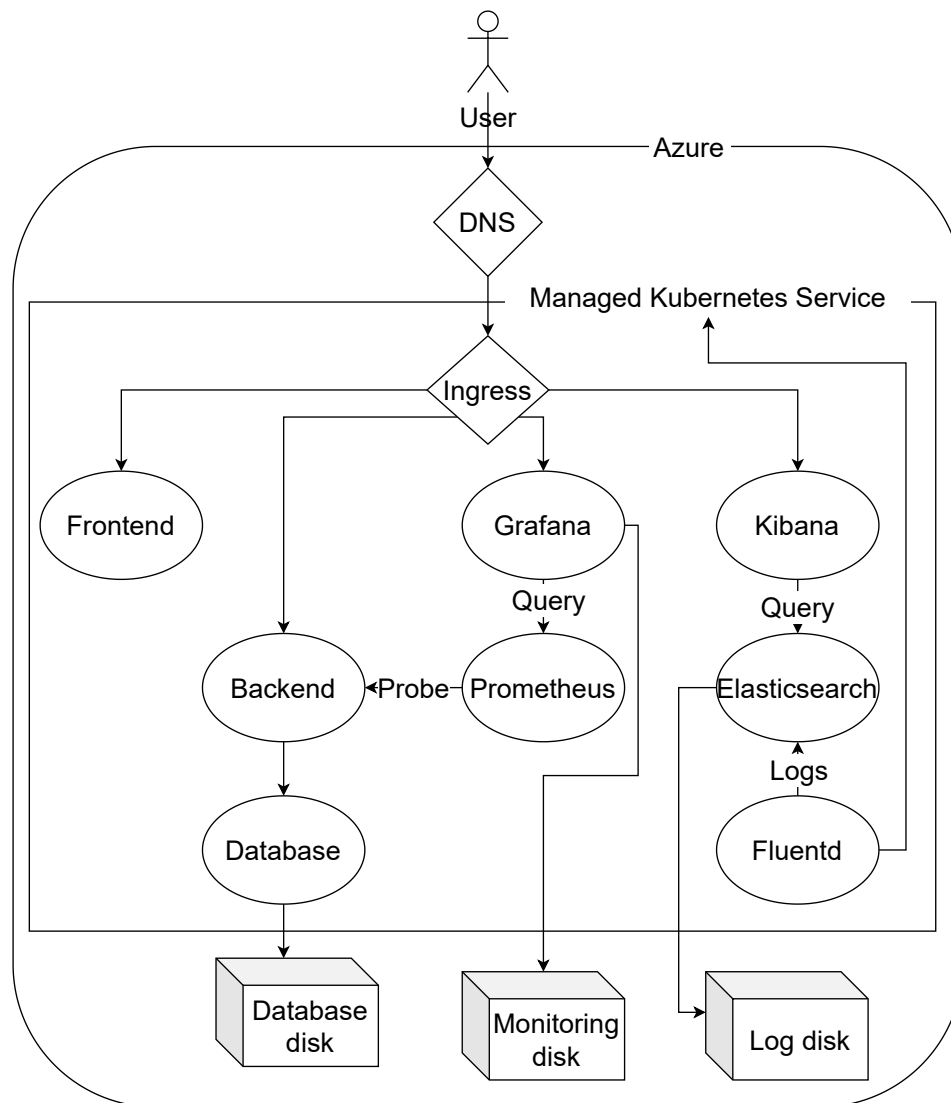 User
Azure
DNS
Managed Kubernetes Service
Ingress
Frontend
Grafana
Kibana
Query
Query
Backend
Probe
Prometheus
Elasticsearch
Logs
Database
Fluentd
Database
disk
Monitoring
disk
Log disk